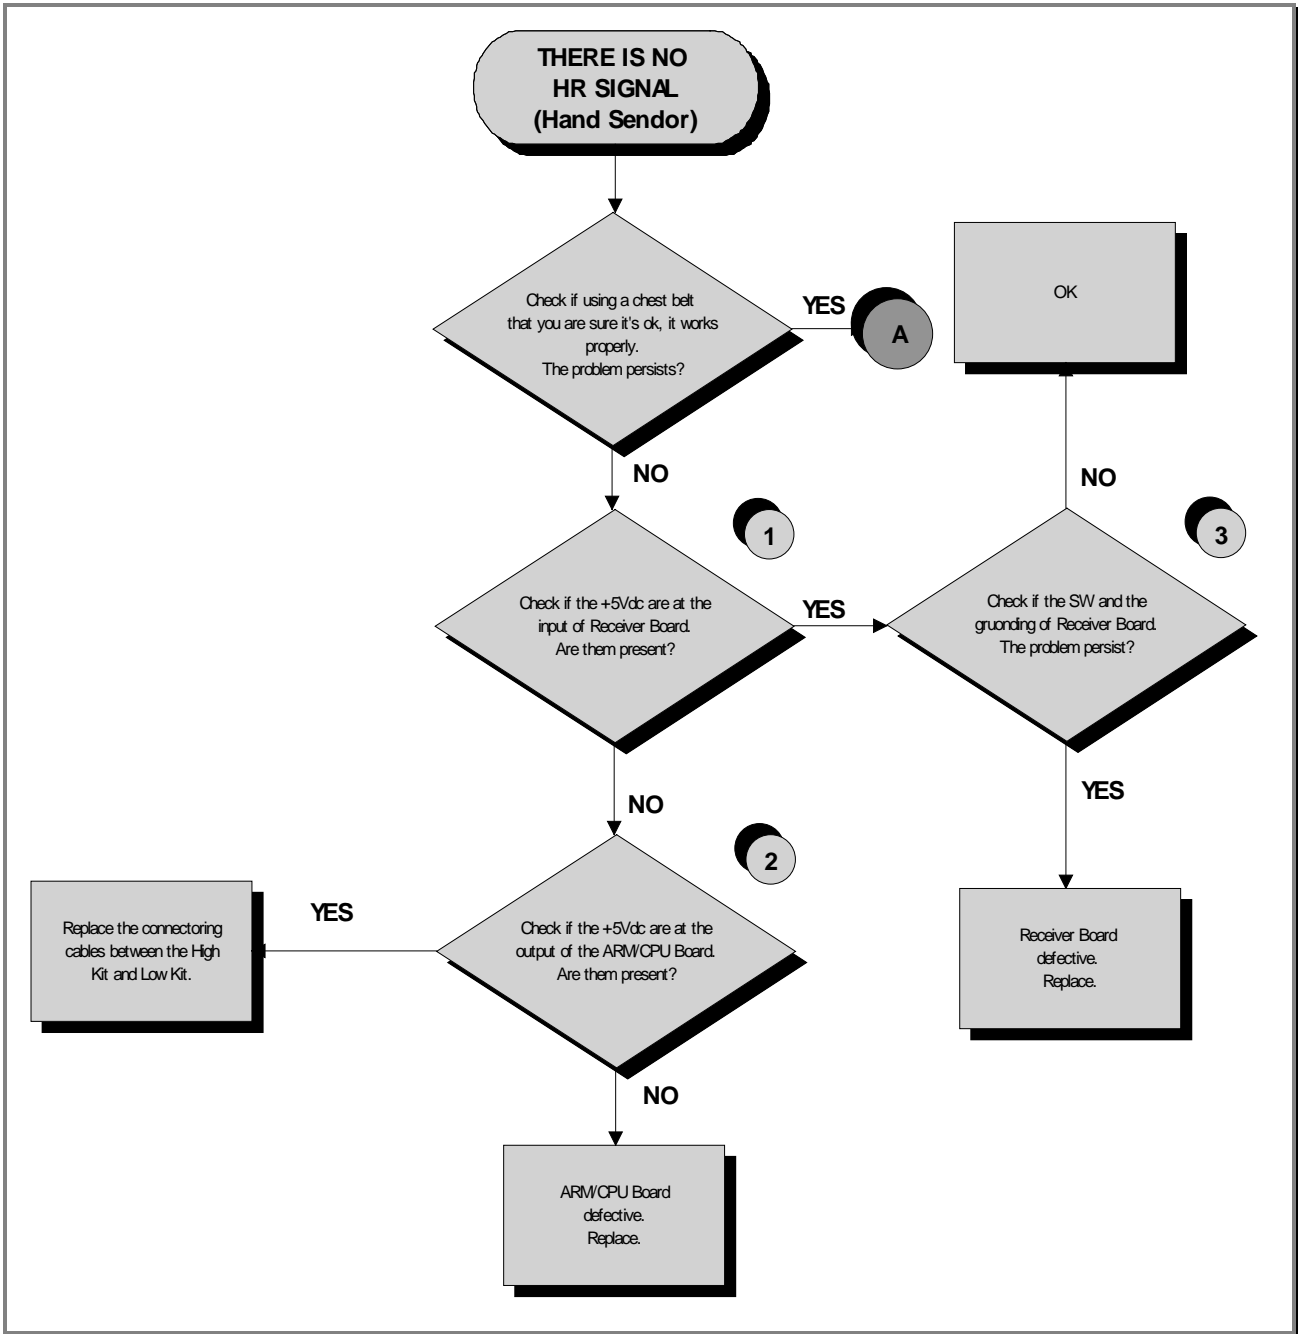 THERE IS NO
HR SIGNAL
(Hand Sendor)
Check if using a chest belt
that you are sure it's ok, it works
properly.
The problem persists?
YES
A
OK
NO
NO
1
3
Check if the +5Vdc are at the
input of Receiver Board.
Are them present?
YES
Check if the SW and the
gruonding of Receiver Board.
The problem persist?
YES
NO
2
YES
Replace the connectoring
cables between the High
Kit and Low Kit.
Check if the +5Vdc are at the
output of the ARM/CPU Board.
Are them present?
Receiver Board
defective.
Replace.
NO
ARM/CPU Board
defective.
Replace.